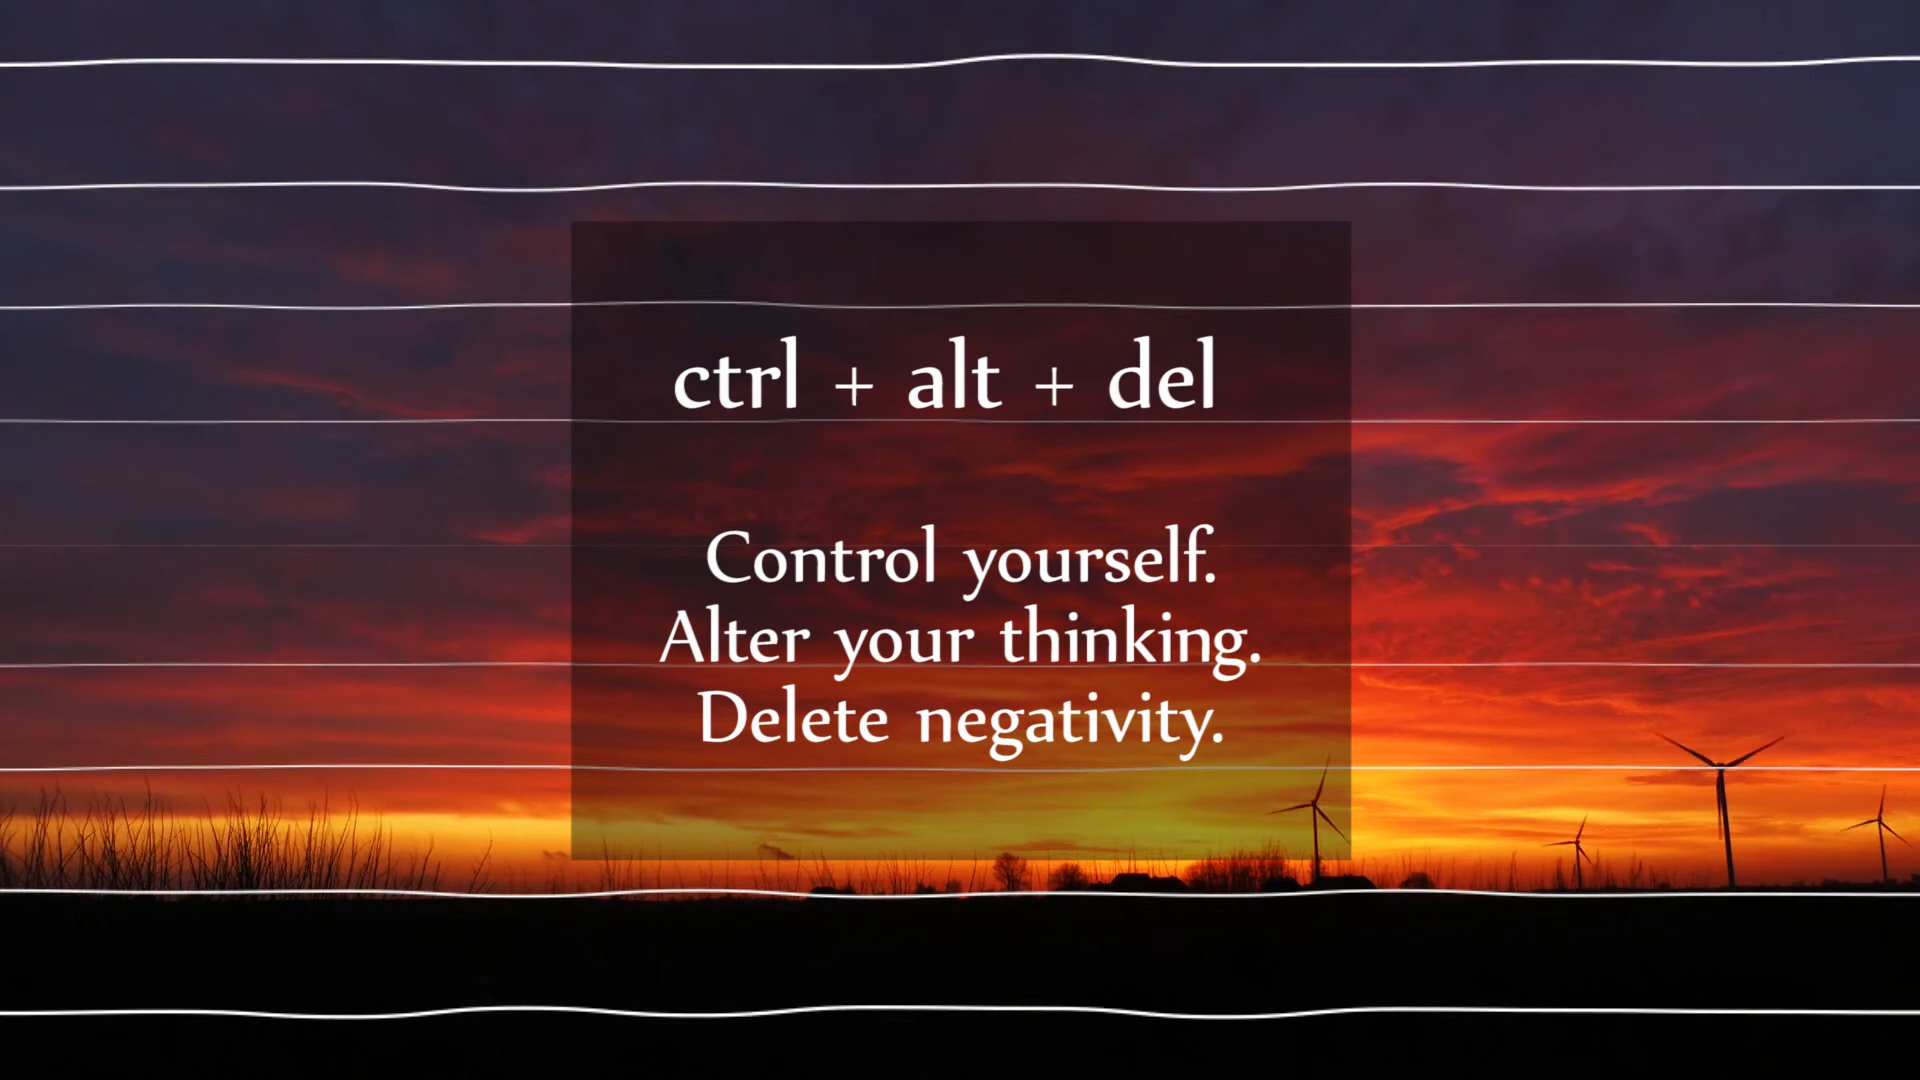 ctrl + alt + del
Control yourself.
Alter your thinking.
Delete negativity.